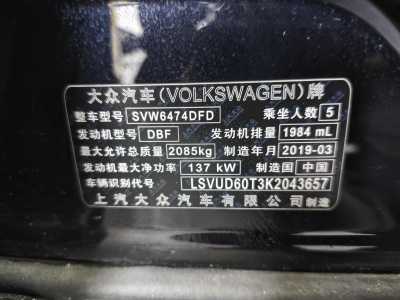 大众汽车(VOLKSWAGEN)牌
整车型号 SVW6474DFD 乘坐人数 5
发动机型号 DBF 发动机排量 1984 mL
最大允许总质量 2085kg 制造年月 2019-03
发动机最大净功率 137 kW 制造国 中国
车辆识别代号 LSVUD60T3K2043657
上汽大众汽车有限公司制造